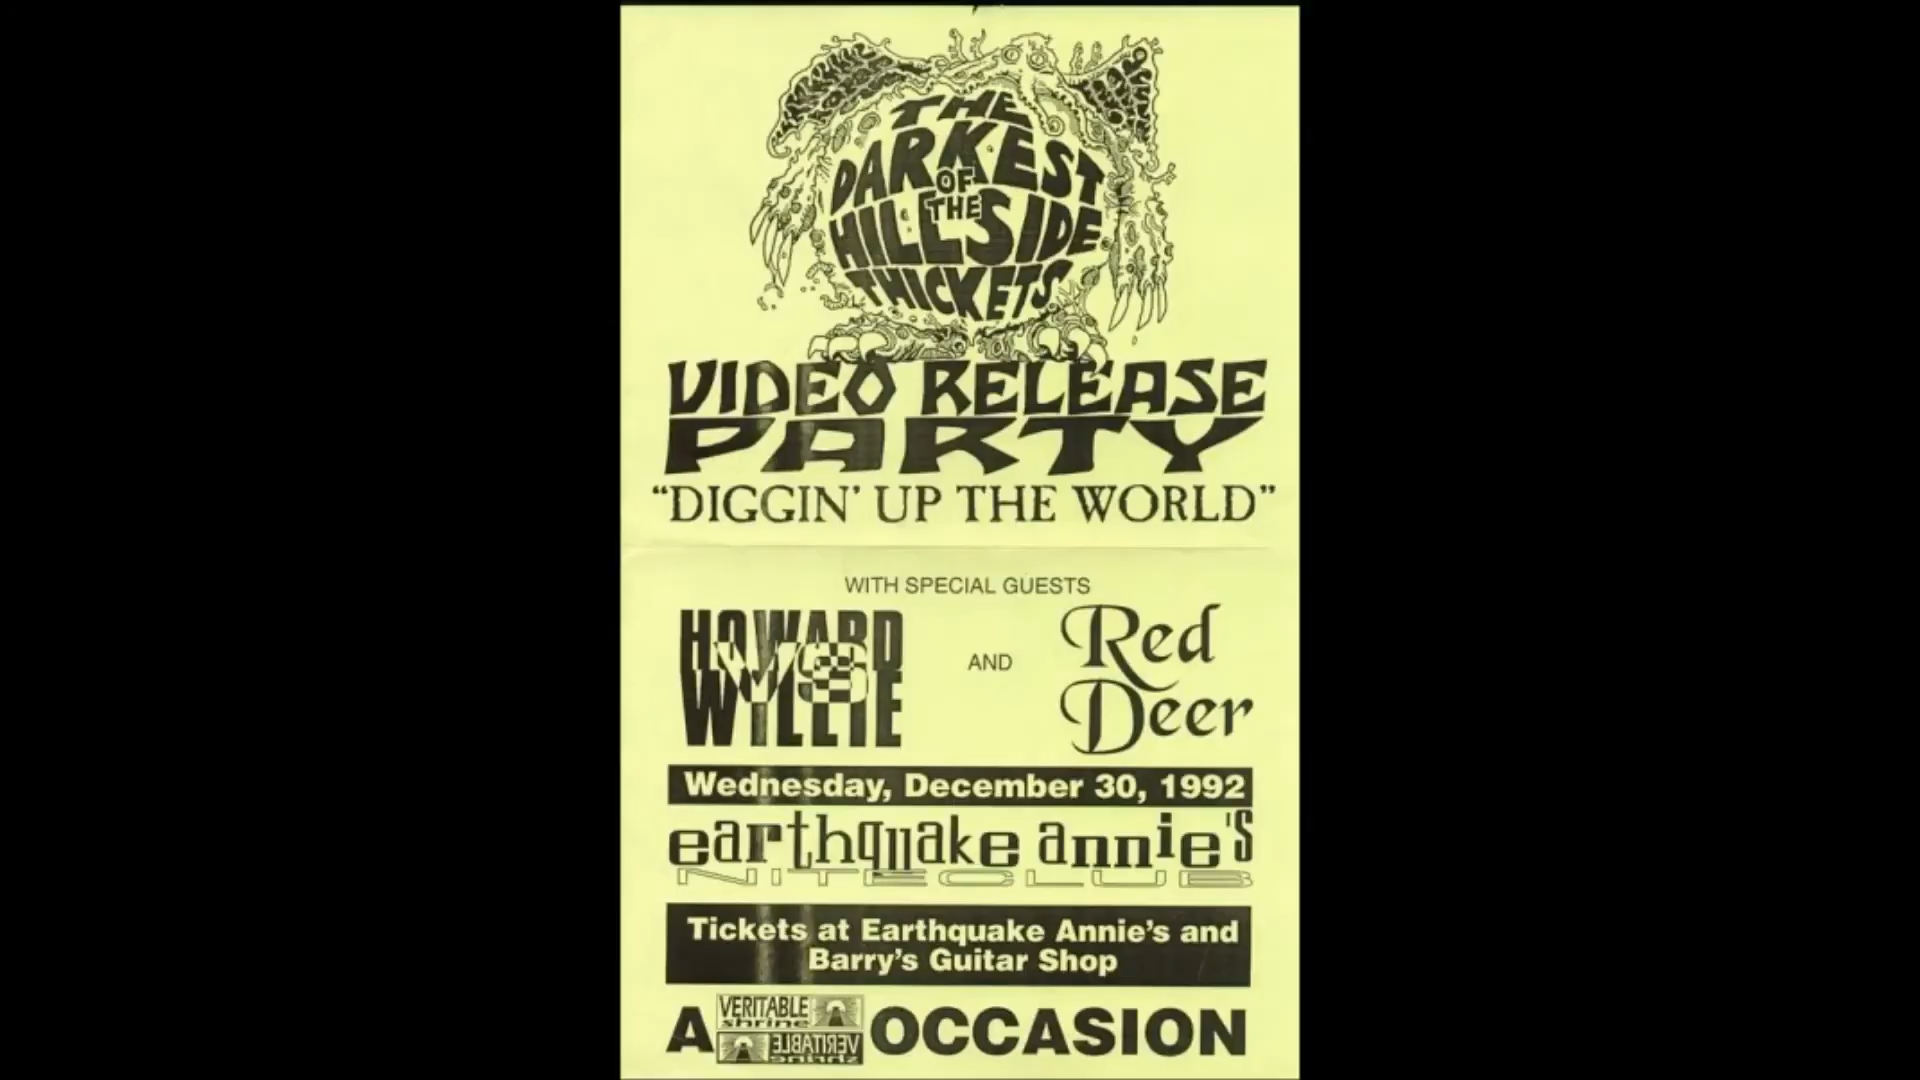 THE
DARKEST
OF
THE
HILLSIDE
THICKETS
VIDEO RELEASE
PARTY
“DIGGIN’ UP THE WORLD”
WITH SPECIAL GUESTS
HOWARD
VS
WYLLIE
AND
Red
Deer
Wednesday, December 30, 1992
earthquake annie's
NITECLUB
Tickets at Earthquake Annie’s and
Barry’s Guitar Shop
A VERITABLE shrine OCCASION
VERITABLE
shrine